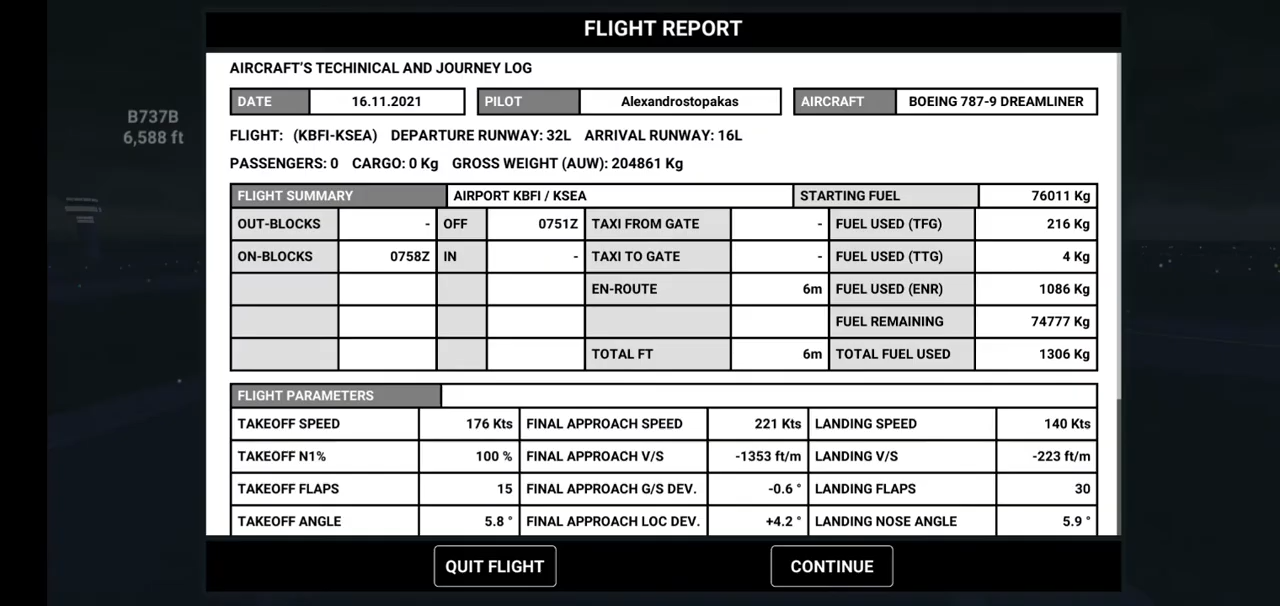 FLIGHT REPORT
AIRCRAFT'S TECHINICAL AND JOURNEY LOG
DATE 16.11.2021 PILOT Alexandrostopakas AIRCRAFT BOEING 787-9 DREAMLINER
B737B
6,588 ft
FLIGHT: (KBFI-KSEA) DEPARTURE RUNWAY: 32L ARRIVAL RUNWAY: 16L
PASSENGERS: 0 CARGO: 0 Kg GROSS WEIGHT (AUW): 204861 Kg
FLIGHT SUMMARY AIRPORT KBFI / KSEA STARTING FUEL 76011 Kg
OUT-BLOCKS - OFF 0751Z TAXI FROM GATE - FUEL USED (TFG) 216 Kg
ON-BLOCKS 0758Z IN - TAXI TO GATE - FUEL USED (TTG) 4 Kg
EN-ROUTE 6m FUEL USED (ENR) 1086 Kg
FUEL REMAINING 74777 Kg
TOTAL FT 6m TOTAL FUEL USED 1306 Kg
FLIGHT PARAMETERS
TAKEOFF SPEED 176 Kts FINAL APPROACH SPEED 221 Kts LANDING SPEED 140 Kts
TAKEOFF N1% 100 % FINAL APPROACH V/S -1353 ft/m LANDING V/S -223 ft/m
TAKEOFF FLAPS 15 FINAL APPROACH G/S DEV. -0.6 ° LANDING FLAPS 30
TAKEOFF ANGLE 5.8 ° FINAL APPROACH LOC DEV. +4.2 ° LANDING NOSE ANGLE 5.9 °
QUIT FLIGHT CONTINUE